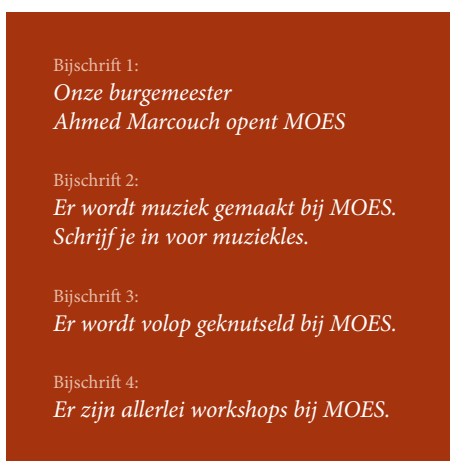 Bijschrift 1:
Onze burgemeester
Ahmed Marcouch opent MOES
Bijschrift 2:
Er wordt muziek gemaakt bij MOES.
Schrijf je in voor muziekles.
Bijschrift 3:
Er wordt volop geknutseld bij MOES.
Bijschrift 4:
Er zijn allerlei workshops bij MOES.